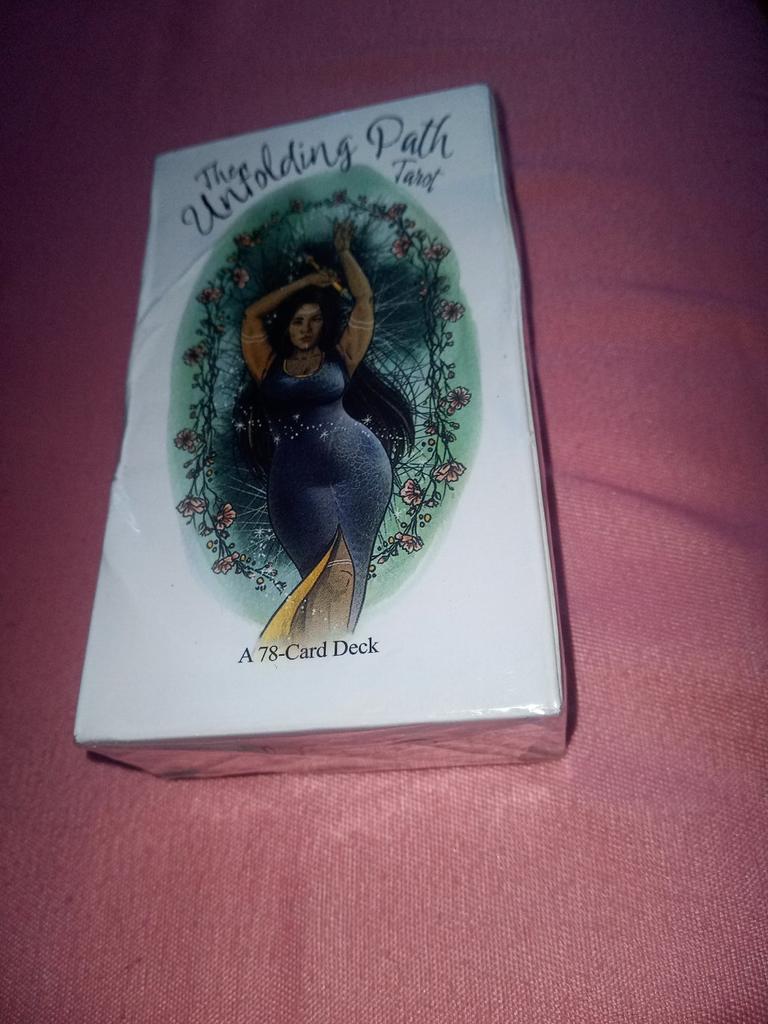 The
Unfolding Path
Tarot
A 78-Card Deck